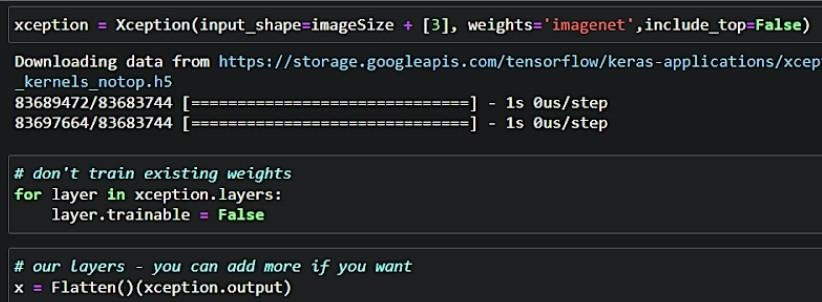 xception = Xception(input_shape=imageSize + [3], weights='imagenet',include_top=False)
Downloading data from https://storage.googleapis.com/tensorflow/keras-applications/xcep
_kernels_notop.h5
83689472/83683744 [==============================] - 1s 0us/step
83697664/83683744 [==============================] - 1s 0us/step
# don't train existing weights
for layer in xception.layers:
    layer.trainable = False
# our layers - you can add more if you want
x = Flatten()(xception.output)